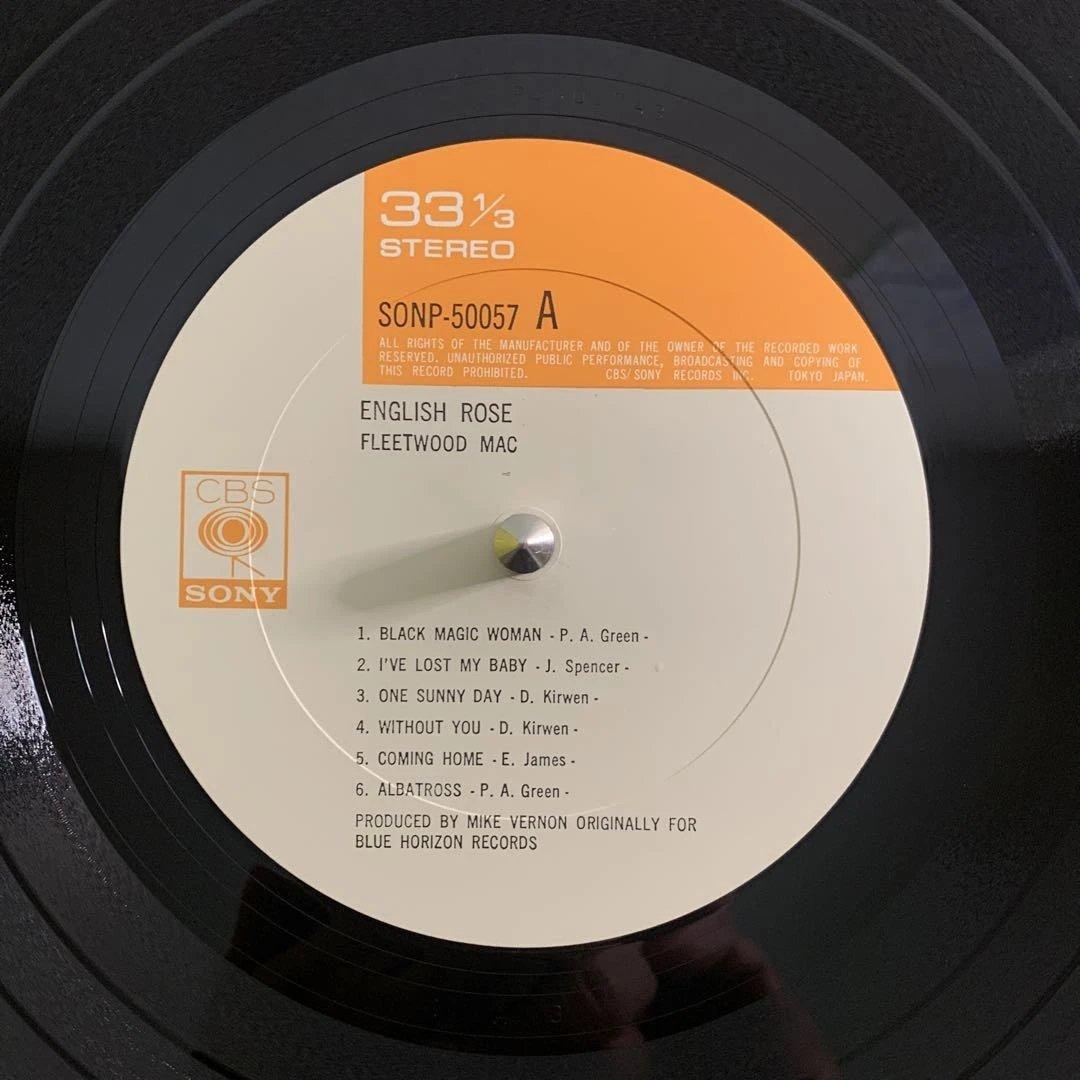 33 1/3
STEREO
SONP-50057 A
ALL RIGHTS OF THE MANUFACTURER AND OF THE OWNER OF THE RECORDED WORK
RESERVED. UNAUTHORIZED PUBLIC PERFORMANCE, BROADCASTING AND COPYING OF
THIS RECORD PROHIBITED. CBS/SONY RECORDS INC. TOKYO JAPAN.
ENGLISH ROSE
FLEETWOOD MAC
CBS
SONY
1. BLACK MAGIC WOMAN - P. A. Green -
2. I'VE LOST MY BABY - J. Spencer -
3. ONE SUNNY DAY - D. Kirwen -
4. WITHOUT YOU - D. Kirwen -
5. COMING HOME - E. James -
6. ALBATROSS - P. A. Green -
PRODUCED BY MIKE VERNON ORIGINALLY FOR
BLUE HORIZON RECORDS